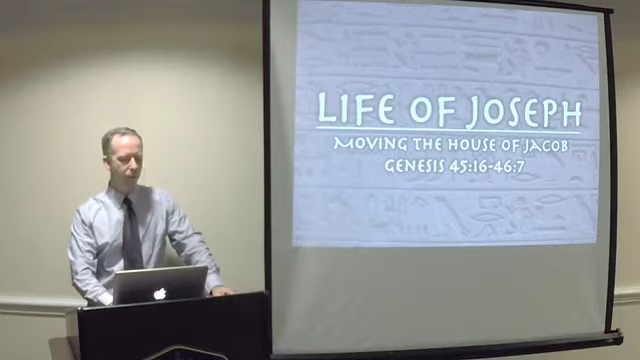 LIFE OF JOSEPH
MOVING THE HOUSE OF JACOB
GENESIS 45:16-46:7